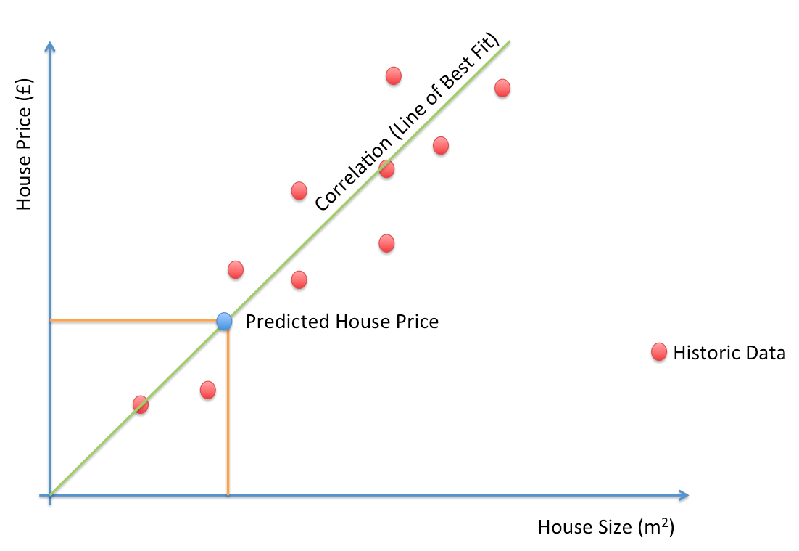 House Price (£)
Correlation (Line of Best Fit)
Predicted House Price
Historic Data
House Size (m²)